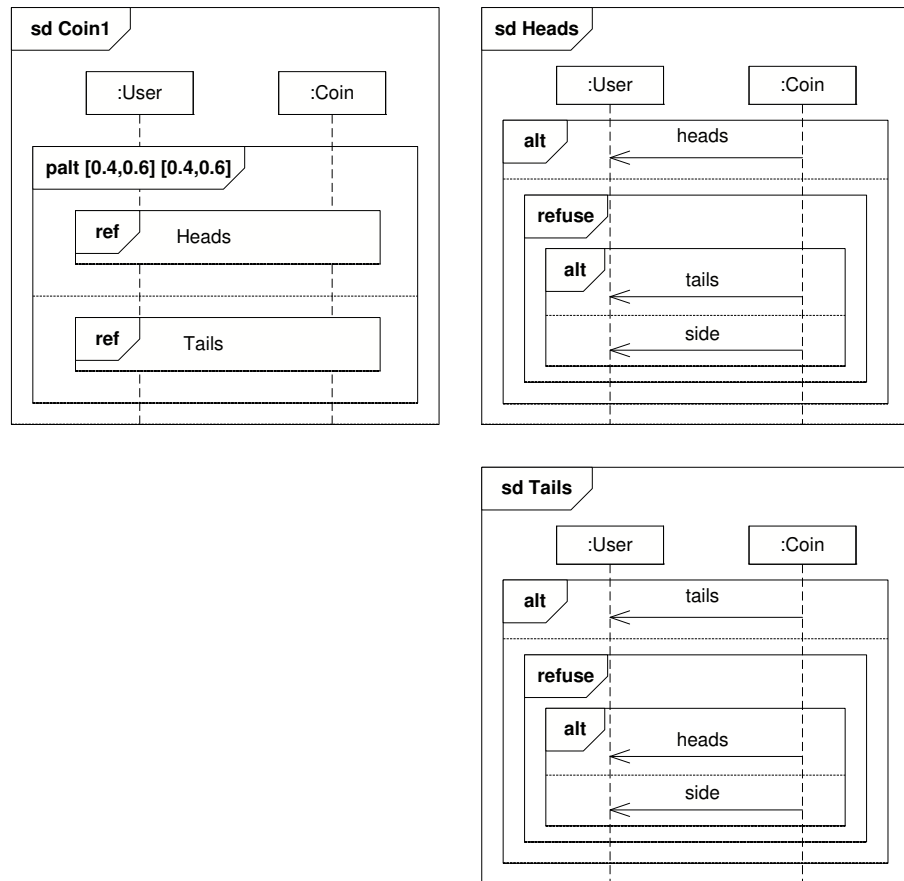 sd Coin1
:User
:Coin
palt [0.4,0.6] [0.4,0.6]
ref
Heads
ref
Tails
sd Heads
:User
:Coin
alt
heads
refuse
alt
tails
side
sd Tails
:User
:Coin
alt
tails
refuse
alt
heads
side